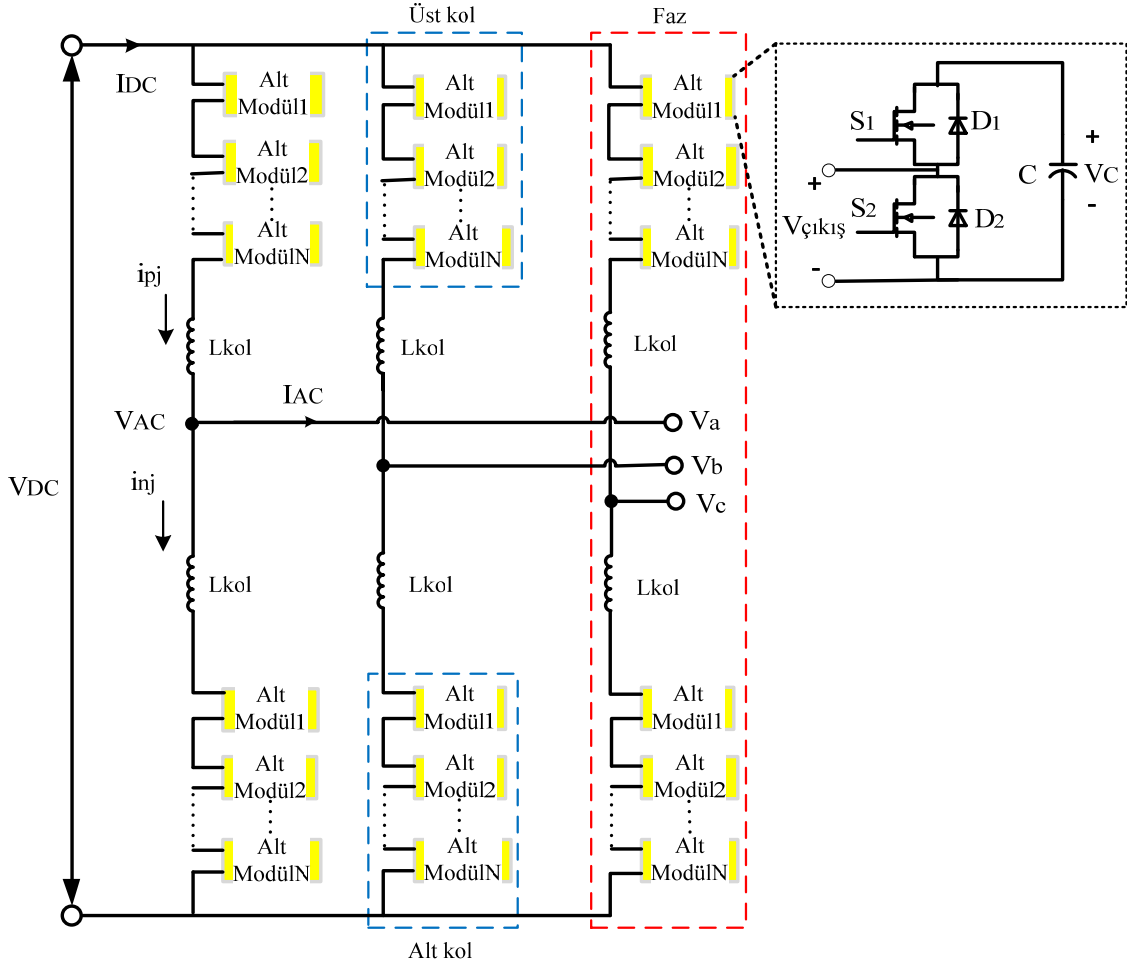 Üst kol
Faz
IDC
Alt
Modül1
Alt
Modül1
Alt
Modül1
S1
D1
+
Alt
Modül2
Alt
Modül2
Alt
Modül2
+
C
VC
-
S2
D2
Vçıkış
-
Alt
ModülN
Alt
ModülN
Alt
ModülN
ipj
Lkol
Lkol
Lkol
IAC
VAC
Va
Vb
Vc
VDC
inj
Lkol
Lkol
Lkol
Alt
Modül1
Alt
Modül1
Alt
Modül1
Alt
Modül2
Alt
Modül2
Alt
Modül2
Alt
ModülN
Alt
ModülN
Alt
ModülN
Alt kol